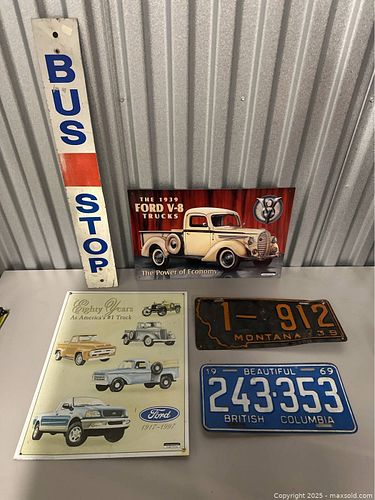 BUS
STOP
THE 1939
FORD V-8
TRUCKS
V8
The Power of Economy
Eighty Years
As America's #1 Truck
Ford
1917-1997
1-912
MONTANA 39
19 BEAUTIFUL 69
243·353
BRITISH COLUMBIA
Copyright 2025 - maxsold.com